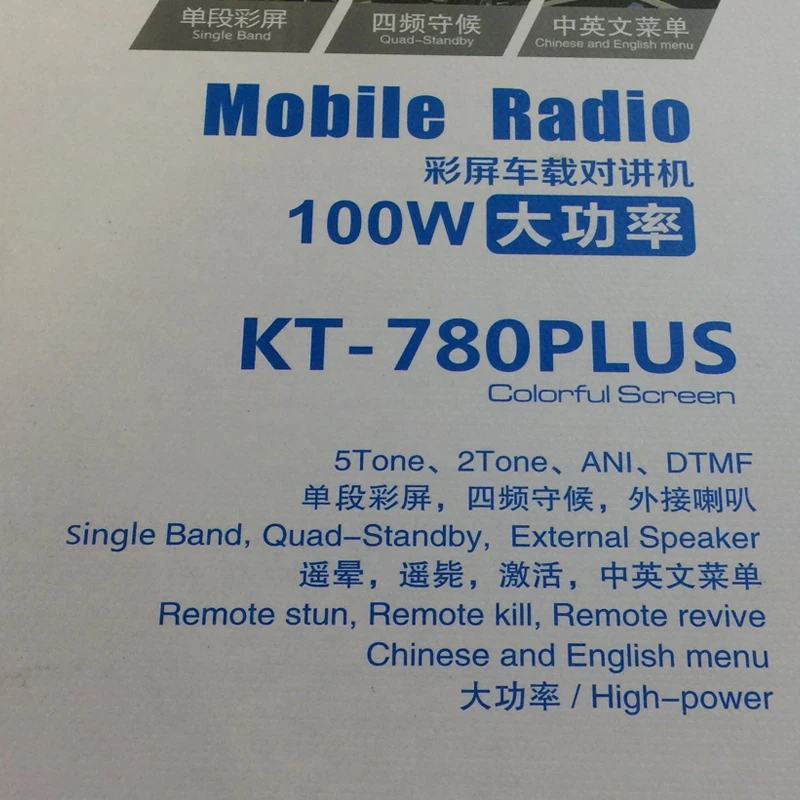 单段彩屏 四频守候 中英文菜单
Single Band Quad-Standby Chinese and English menu
Mobile Radio
彩屏车载对讲机
100W 大功率
KT-780PLUS
Colorful Screen
5Tone、2Tone、ANI、DTMF
单段彩屏，四频守候，外接喇叭
Single Band, Quad-Standby, External Speaker
遥晕，遥毙，激活，中英文菜单
Remote stun, Remote kill, Remote revive
Chinese and English menu
大功率 / High-power